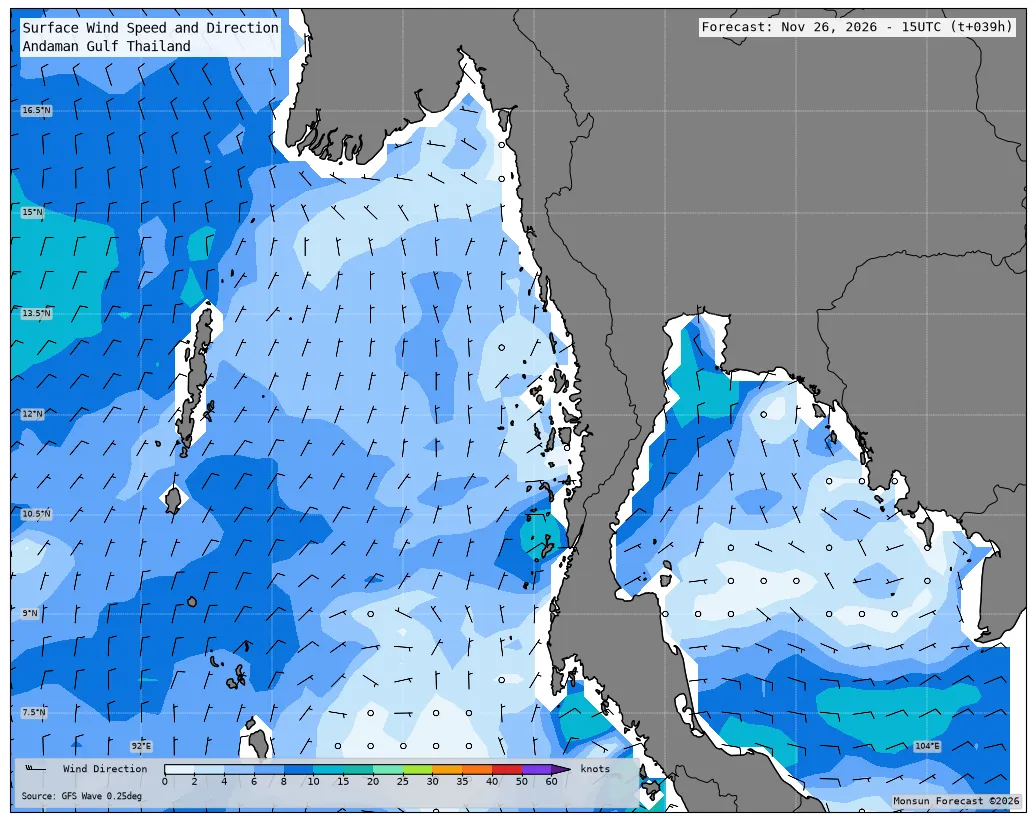 Surface Wind Speed and Direction
Andaman Gulf Thailand
Forecast: Nov 26, 2026 - 15UTC (t+039h)
16.5°N
15°N
13.5°N
12°N
10.5°N
9°N
7.5°N
92°E
104°E
Wind Direction
0 2 4 6 8 10 15 20 25 30 35 40 50 60
knots
Source: GFS Wave 0.25deg
Monsun Forecast ©2026